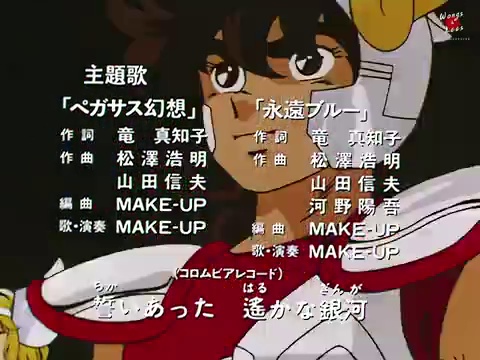 Wongs
Rees
主題歌
「ペガサス幻想」
作詞 竜 真知子
作曲 松澤浩明
山田信夫
編曲 MAKE-UP
歌・演奏 MAKE-UP
「永遠ブルー」
作詞 竜 真知子
作曲 松澤浩明
山田信夫
河野陽吾
編曲 MAKE-UP
歌・演奏 MAKE-UP
(コロムビアレコード)
ちか はる ぎんが
誓いあった 遙かな銀河